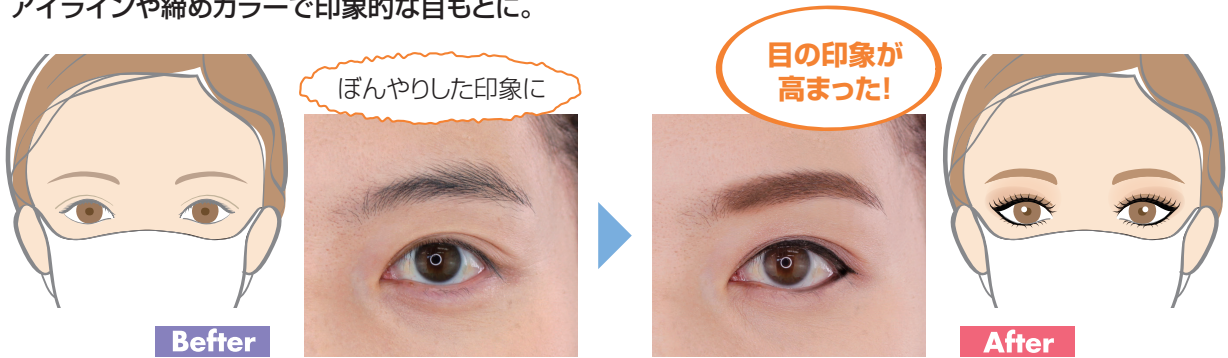 アイラインや締めカラーで印象的な目もとに。
ぼんやりした印象に
目の印象が
高まった!
Befter
After